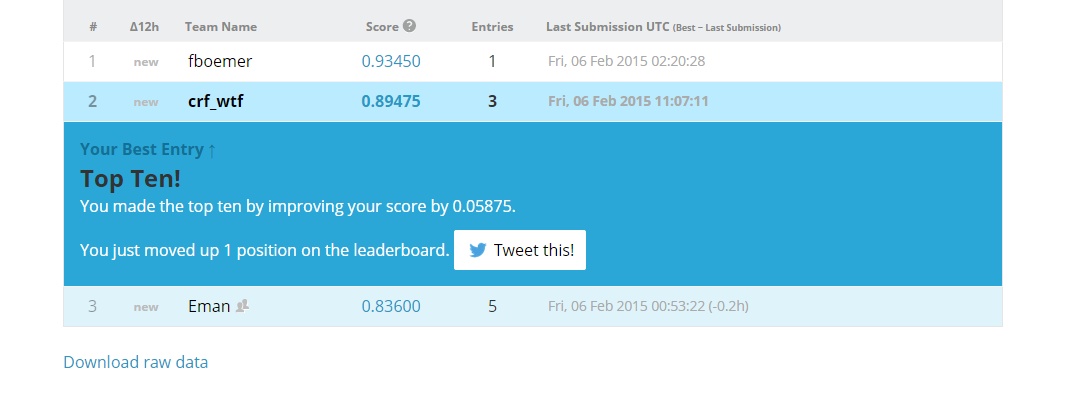 # Δ12h Team Name Score ? Entries Last Submission UTC (Best − Last Submission)
1 new fboemer 0.93450 1 Fri, 06 Feb 2015 02:20:28
2 new crf_wtf 0.89475 3 Fri, 06 Feb 2015 11:07:11
Your Best Entry ↑
Top Ten!
You made the top ten by improving your score by 0.05875.
You just moved up 1 position on the leaderboard. Tweet this!
3 new Eman 0.83600 5 Fri, 06 Feb 2015 00:53:22 (-0.2h)
Download raw data